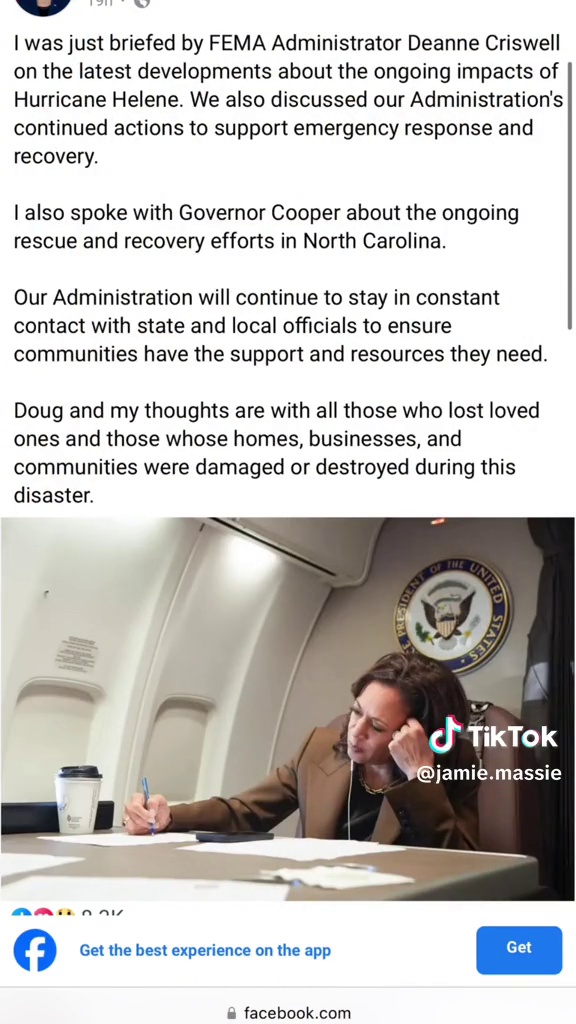 19h
I was just briefed by FEMA Administrator Deanne Criswell
on the latest developments about the ongoing impacts of
Hurricane Helene. We also discussed our Administration's
continued actions to support emergency response and
recovery.
I also spoke with Governor Cooper about the ongoing
rescue and recovery efforts in North Carolina.
Our Administration will continue to stay in constant
contact with state and local officials to ensure
communities have the support and resources they need.
Doug and my thoughts are with all those who lost loved
ones and those whose homes, businesses, and
communities were damaged or destroyed during this
disaster.
PRESIDENT OF THE UNITED STATES
TikTok
@jamie.massie
Get the best experience on the app
Get
facebook.com